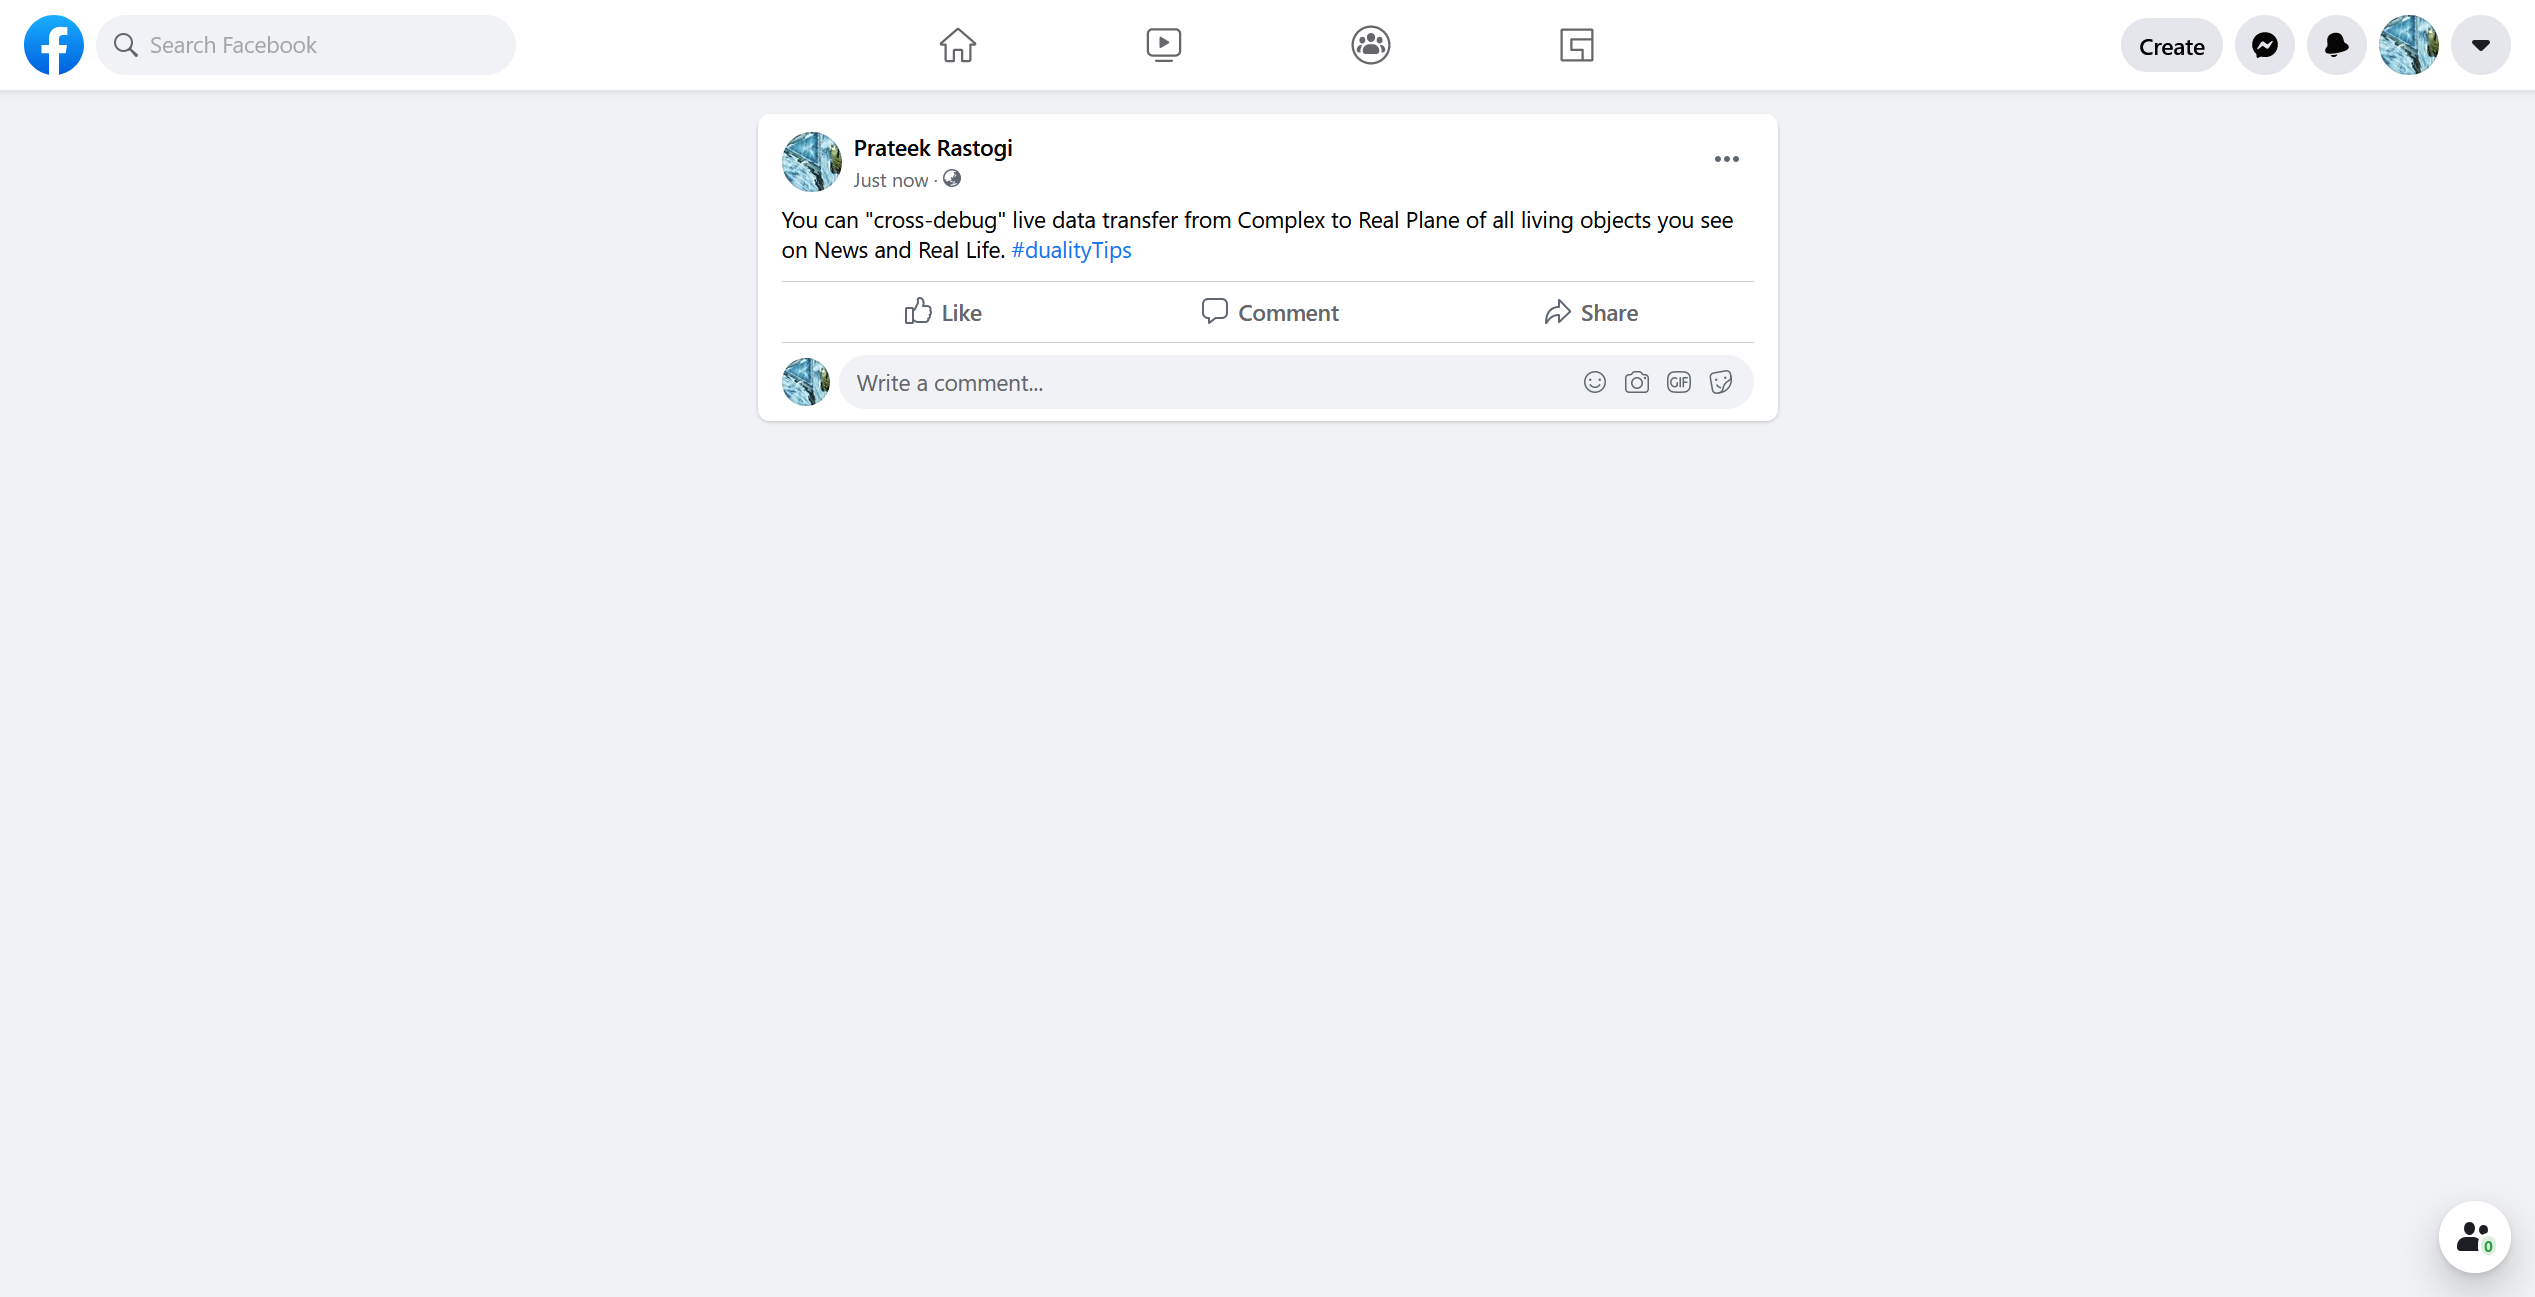 Search Facebook
Create
Prateek Rastogi
Just now ·
You can "cross-debug" live data transfer from Complex to Real Plane of all living objects you see
on News and Real Life. #dualityTips
Like Comment Share
Write a comment...
GIF
0